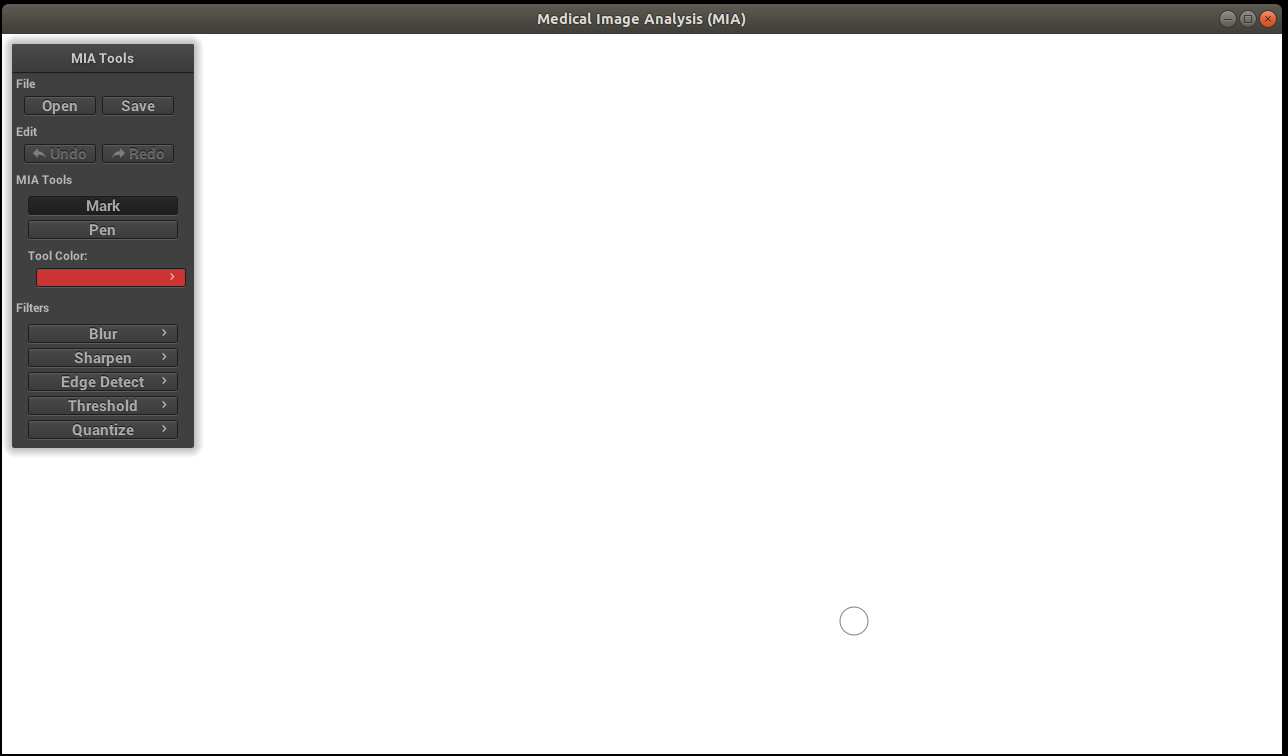 Medical Image Analysis (MIA)
MIA Tools
File
Open Save
Edit
Undo Redo
MIA Tools
Mark
Pen
Tool Color:
Filters
Blur
Sharpen
Edge Detect
Threshold
Quantize